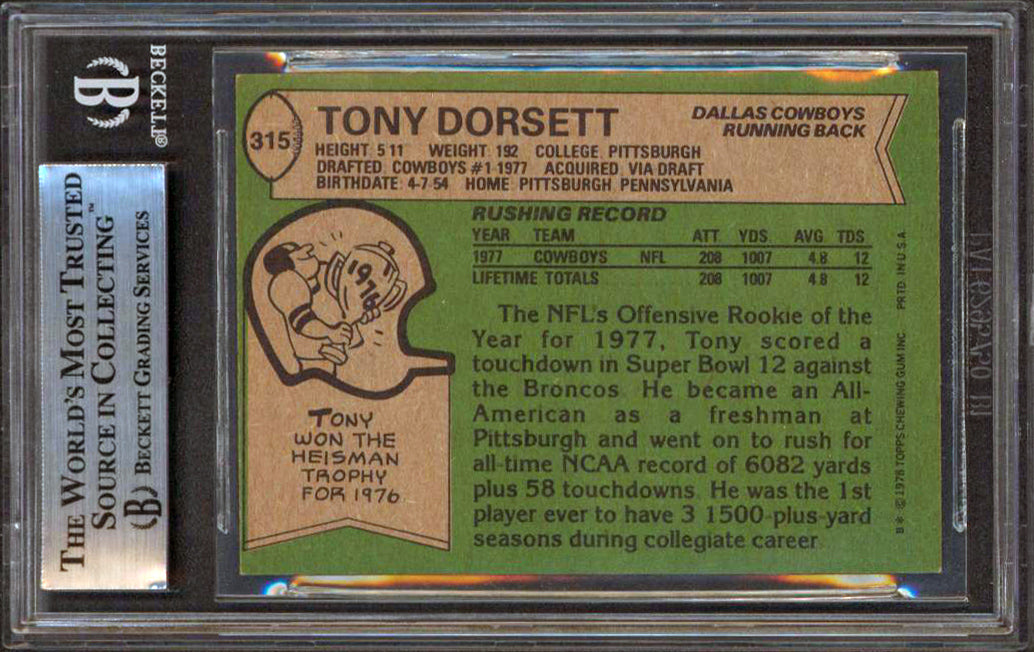 BECKETT®
B
THE WORLD'S MOST TRUSTED
SOURCE IN COLLECTING™
B BECKETT GRADING SERVICES
315
TONY DORSETT
DALLAS COWBOYS
RUNNING BACK
HEIGHT 5 11 WEIGHT 192 COLLEGE PITTSBURGH
DRAFTED COWBOYS #1-1977 ACQUIRED VIA DRAFT
BIRTHDATE 4-7-54 HOME PITTSBURGH PENNSYLVANIA
RUSHING RECORD
YEAR TEAM ATT. YDS. AVG TDS
1977 COWBOYS NFL 208 1007 4.8 12
LIFETIME TOTALS 208 1007 4.8 12
The NFL's Offensive Rookie of the
Year for 1977, Tony scored a
touchdown in Super Bowl 12 against
the Broncos. He became an All-
American as a freshman at
Pittsburgh and went on to rush for
all-time NCAA record of 6082 yards
plus 58 touchdowns. He was the 1st
player ever to have 3 1500-plus-yard
seasons during collegiate career.
1976
TONY
WON THE
HEISMAN
TROPHY
FOR 1976
B* ©1978 TOPPS CHEWING GUM INC. PRTD. IN U.S.A.